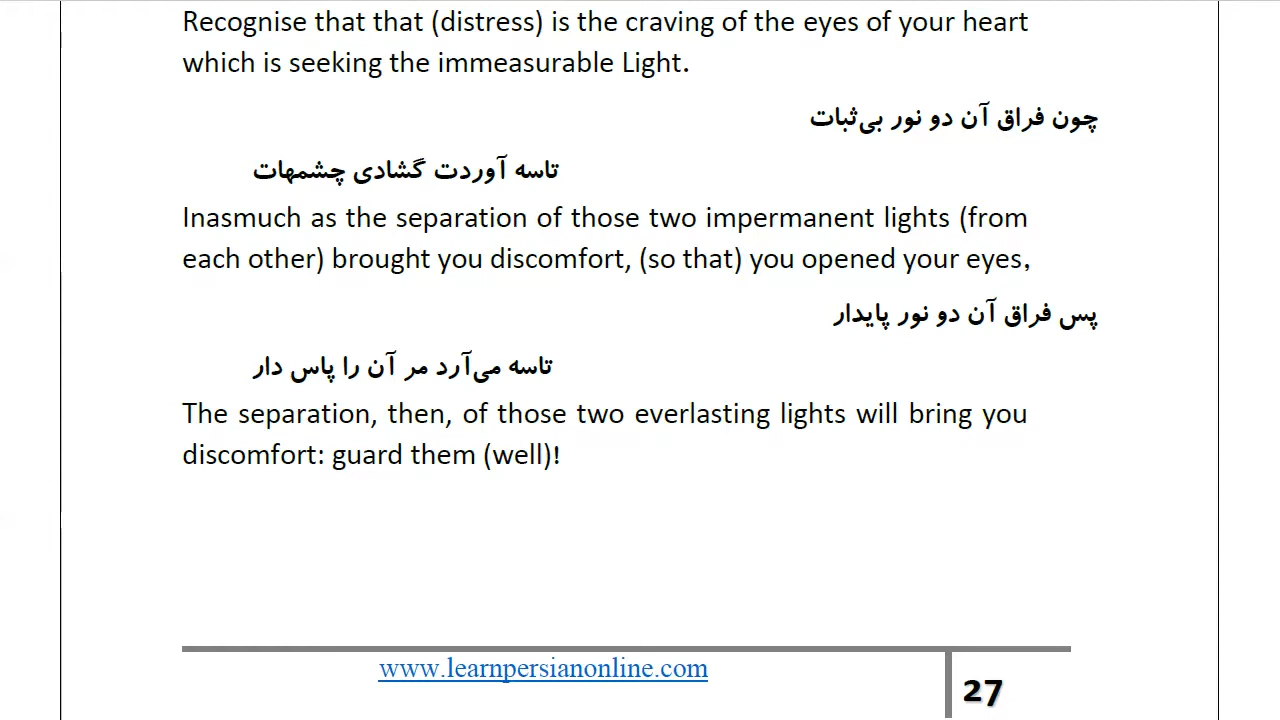 Recognise that that (distress) is the craving of the eyes of your heart
which is seeking the immeasurable Light.
چون فراق آن دو نور بی‌ثبات
تاسه آوردت گشادی چشمهات
Inasmuch as the separation of those two impermanent lights (from
each other) brought you discomfort, (so that) you opened your eyes,
پس فراق آن دو نور پایدار
تاسه می‌آرد مر آن را پاس دار
The separation, then, of those two everlasting lights will bring you
discomfort: guard them (well)!
www.learnpersianonline.com
27